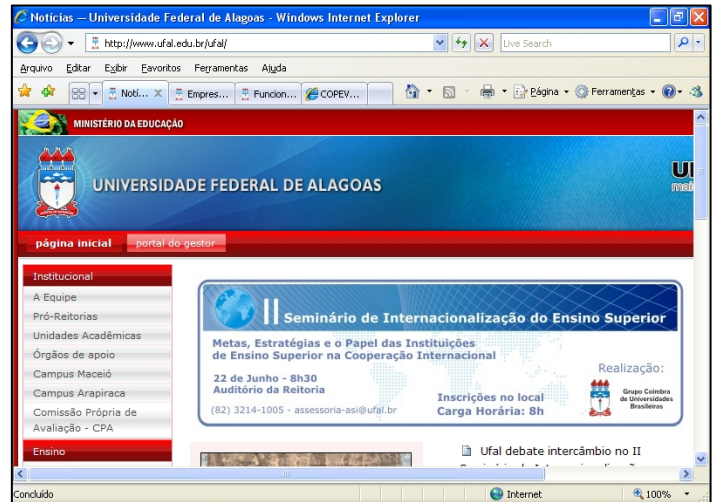 Notícias — Universidade Federal de Alagoas - Windows Internet Explorer
http://www.ufal.edu.br/ufal/
Live Search
Arquivo Editar Exibir Favoritos Ferramentas Ajuda
Notí... Empres... Funcion... COPEV... Página Ferramentas
MINISTÉRIO DA EDUCAÇÃO
UNIVERSIDADE FEDERAL DE ALAGOAS
página inicial portal do gestor
Institucional
A Equipe
Pró-Reitorias
Unidades Acadêmicas
Órgãos de apoio
Campus Maceió
Campus Arapiraca
Comissão Própria de
Avaliação - CPA
Ensino
II Seminário de Internacionalização do Ensino Superior
Metas, Estratégias e o Papel das Instituições
de Ensino Superior na Cooperação Internacional
22 de Junho - 8h30
Auditório da Reitoria
(82) 3214-1005 - assessoria-asi@ufal.br
Inscrições no local
Carga Horária: 8h
Realização:
Grupo Coimbra
de Universidades
Brasileiras
Ufal debate intercâmbio no II
Concluído Internet 100%